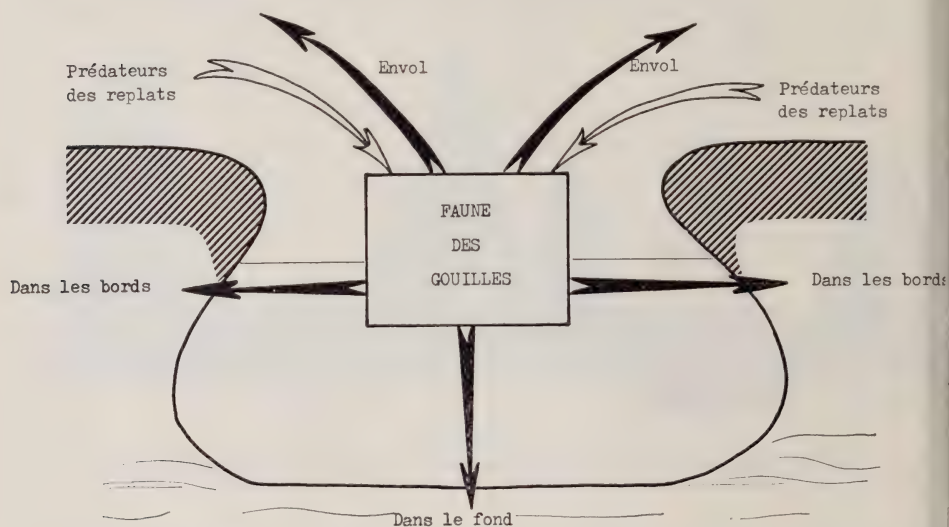 Envol
Envol
Prédateurs
des replats
Prédateurs
des replats
FAUNE
DES
GOUILLES
Dans les bords
Dans les bords
Dans le fond